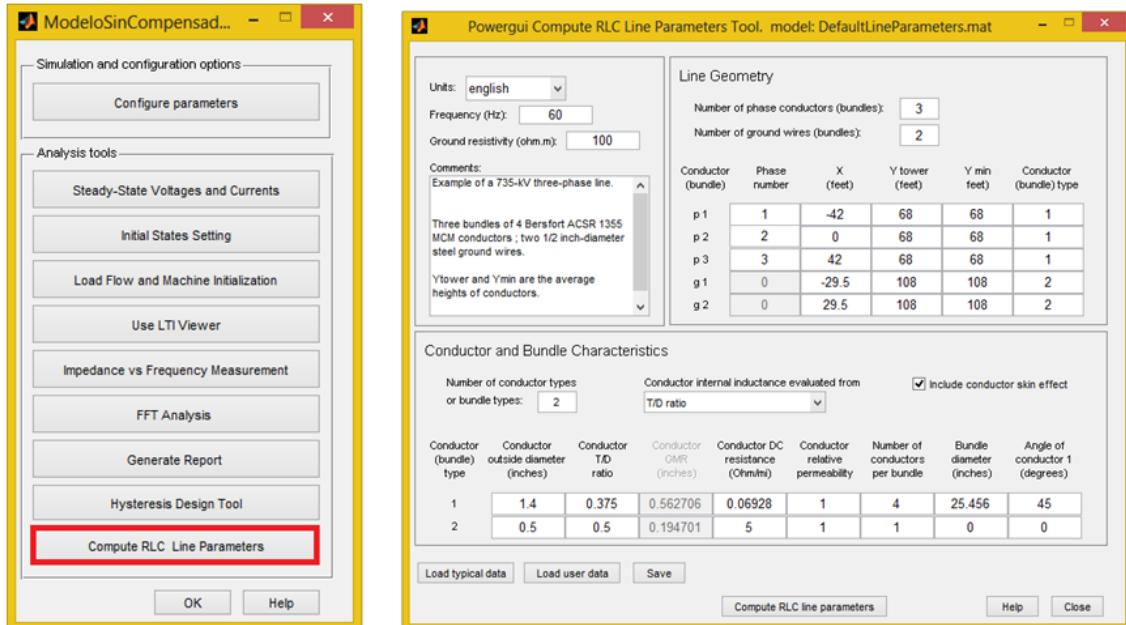 ModeloSinCompensad...
Simulation and configuration options
Configure parameters
Analysis tools
Steady-State Voltages and Currents
Initial States Setting
Load Flow and Machine Initialization
Use LTI Viewer
Impedance vs Frequency Measurement
FFT Analysis
Generate Report
Hysteresis Design Tool
Compute RLC Line Parameters
OK Help
Powergui Compute RLC Line Parameters Tool. model: DefaultLineParameters.mat
Units: english
Frequency (Hz): 60
Ground resistivity (ohm.m): 100
Comments:
Example of a 735-kV three-phase line.
Three bundles of 4 Bersfort ACSR 1355
MCM conductors ; two 1/2 inch-diameter
steel ground wires.
Ytower and Ymin are the average
heights of conductors.
Line Geometry
Number of phase conductors (bundles): 3
Number of ground wires (bundles): 2
Conductor Phase X Y tower Y min Conductor
(bundle) number (feet) (feet) feet) (bundle) type
p 1 1 -42 68 68 1
p 2 2 0 68 68 1
p 3 3 42 68 68 1
g 1 0 -29.5 108 108 2
g 2 0 29.5 108 108 2
Conductor and Bundle Characteristics
Number of conductor types
or bundle types: 2
Conductor internal inductance evaluated from
T/D ratio
Include conductor skin effect
Conductor Conductor Conductor Conductor Conductor DC Conductor Number of Bundle Angle of
(bundle) outside diameter T/D GMR resistance relative conductors diameter conductor 1
type (inches) ratio (inches) (Ohm/mi) permeability per bundle (inches) (degrees)
1 1.4 0.375 0.562706 0.06928 1 4 25.456 45
2 0.5 0.5 0.194701 5 1 1 0 0
Load typical data Load user data Save
Compute RLC line parameters Help Close